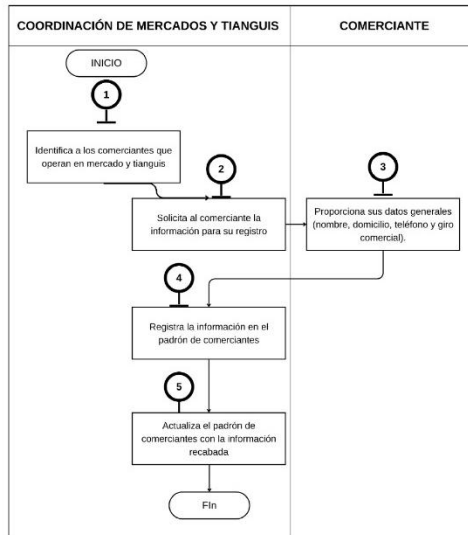 COORDINACIÓN DE MERCADOS Y TIANGUIS
COMERCIANTE
INICIO
1
Identifica a los comerciantes que
operan en mercado y tianguis
2
Solicita al comerciante la
información para su registro
3
Proporciona sus datos generales
(nombre, domicilio, teléfono y giro
comercial).
4
Registra la información en el
padrón de comerciantes
5
Actualiza el padrón de
comerciantes con la información
recabada
FIn